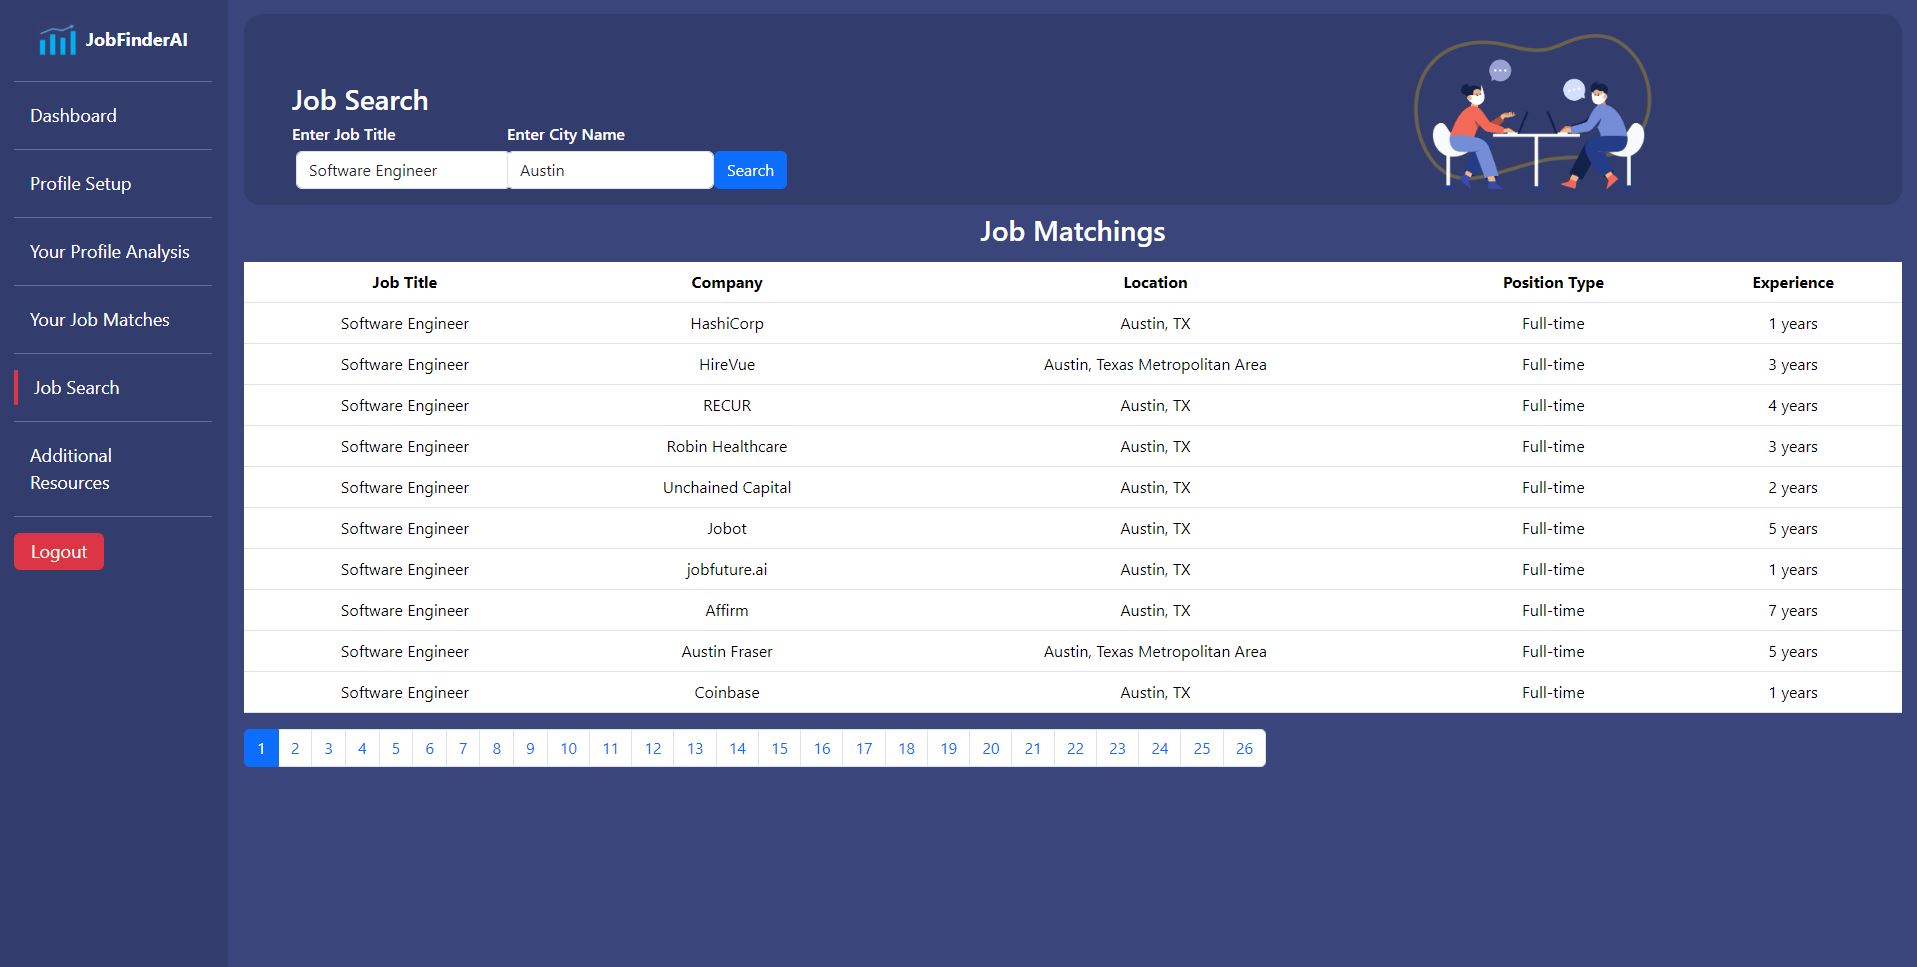 JobFinderAI
Dashboard
Profile Setup
Your Profile Analysis
Your Job Matches
Job Search
Additional
Resources
Logout
Job Search
Enter Job Title Enter City Name
Software Engineer Austin Search
Job Matchings
Job Title Company Location Position Type Experience
Software Engineer HashiCorp Austin, TX Full-time 1 years
Software Engineer HireVue Austin, Texas Metropolitan Area Full-time 3 years
Software Engineer RECUR Austin, TX Full-time 4 years
Software Engineer Robin Healthcare Austin, TX Full-time 3 years
Software Engineer Unchained Capital Austin, TX Full-time 2 years
Software Engineer Jobot Austin, TX Full-time 5 years
Software Engineer jobfuture.ai Austin, TX Full-time 1 years
Software Engineer Affirm Austin, TX Full-time 7 years
Software Engineer Austin Fraser Austin, Texas Metropolitan Area Full-time 5 years
Software Engineer Coinbase Austin, TX Full-time 1 years
1 2 3 4 5 6 7 8 9 10 11 12 13 14 15 16 17 18 19 20 21 22 23 24 25 26